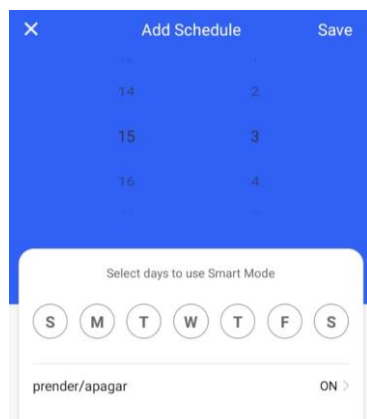 × Add Schedule Save
14 2
15 3
16 4
Select days to use Smart Mode
S M T W T F S
prender/apagar ON >